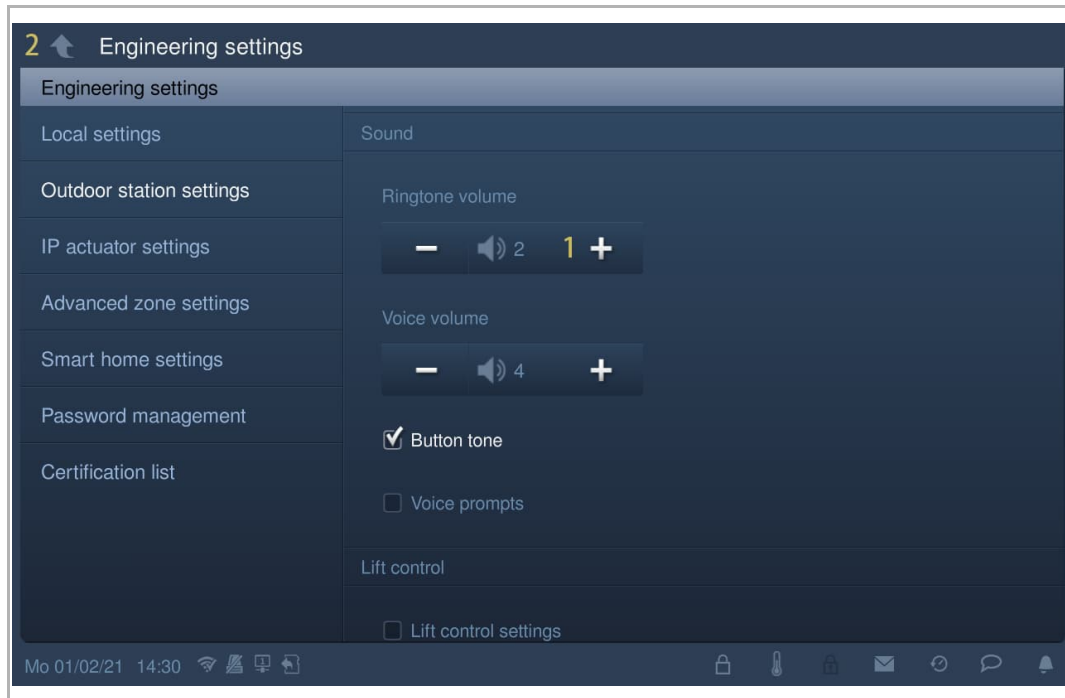 2 Engineering settings
Engineering settings
Local settings
Outdoor station settings
IP actuator settings
Advanced zone settings
Smart home settings
Password management
Certification list
Sound
Ringtone volume
− 2 1 +
Voice volume
− 4 +
Button tone
Voice prompts
Lift control
Lift control settings
Mo 01/02/21 14:30